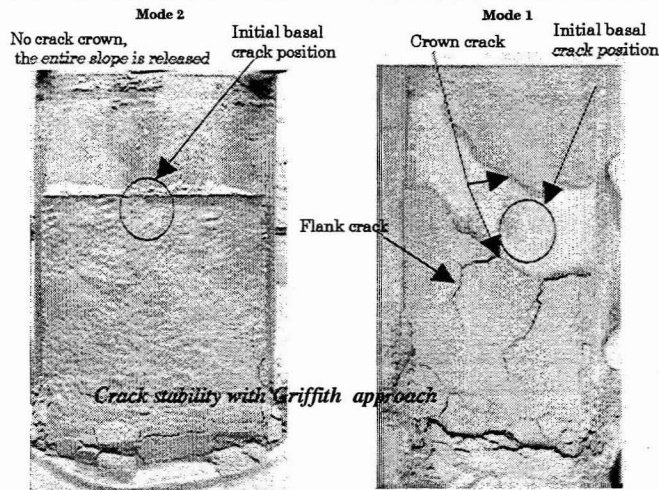 Mode 2
No crack crown,
the entire slope is released
Initial basal
crack position
Mode 1
Crown crack
Initial basal
crack position
Flank crack
Crack stability with Griffith approach